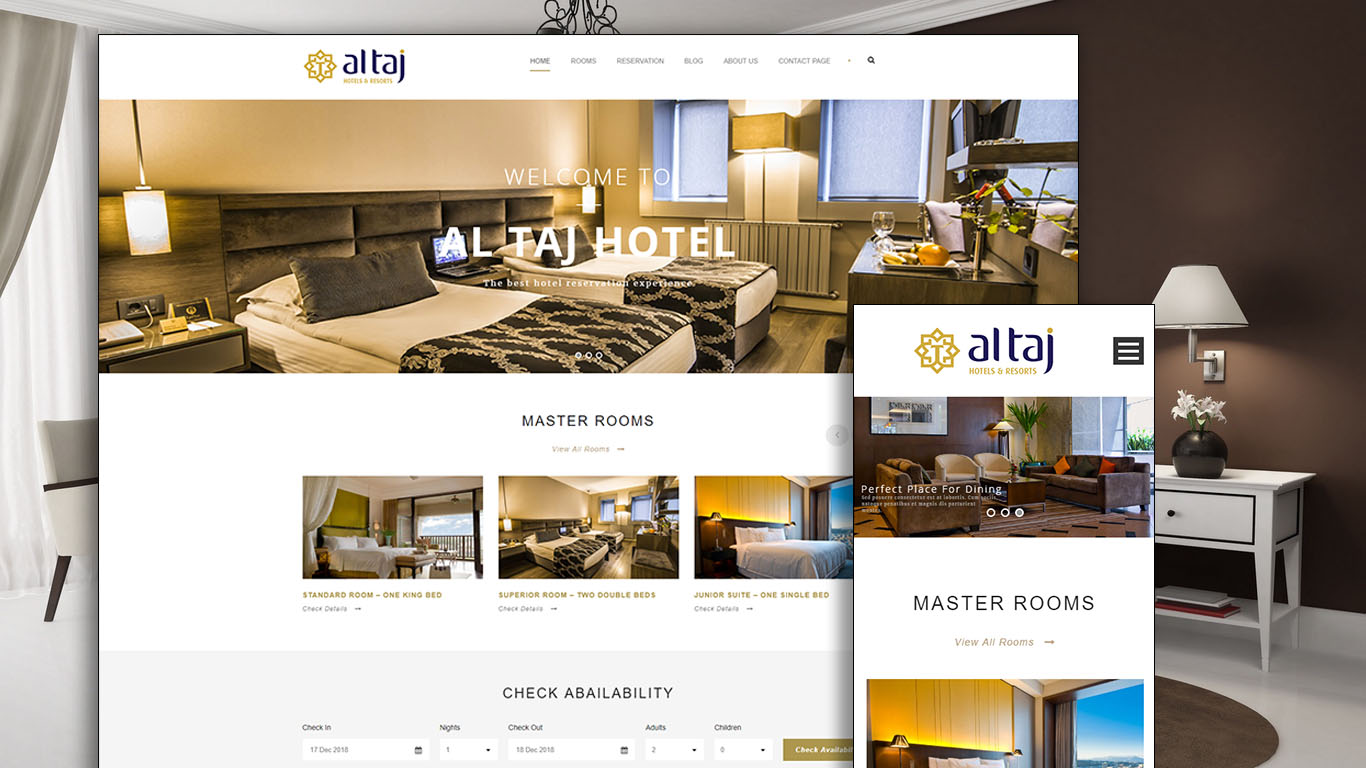 al taj
HOTELS & RESORTS
HOME ROOMS RESERVATION BLOG ABOUT US CONTACT PAGE
WELCOME TO
AL TAJ HOTEL
The best hotel reservation experience.
MASTER ROOMS
View All Rooms
STANDARD ROOM – ONE KING BED
Check Details
SUPERIOR ROOM – TWO DOUBLE BEDS
Check Details
JUNIOR SUITE – ONE SINGLE BED
Check Details
CHECK ABAILABILITY
Check In Nights Check Out Adults Children
17 Dec 2018 1 18 Dec 2018 2 0 Check Availabil
al taj
HOTELS & RESORTS
Perfect Place For Dining
Sed posuere consectetur est at lobortis. Cum sociis
natoque penatibus et magnis dis parturient
montes.
MASTER ROOMS
View All Rooms